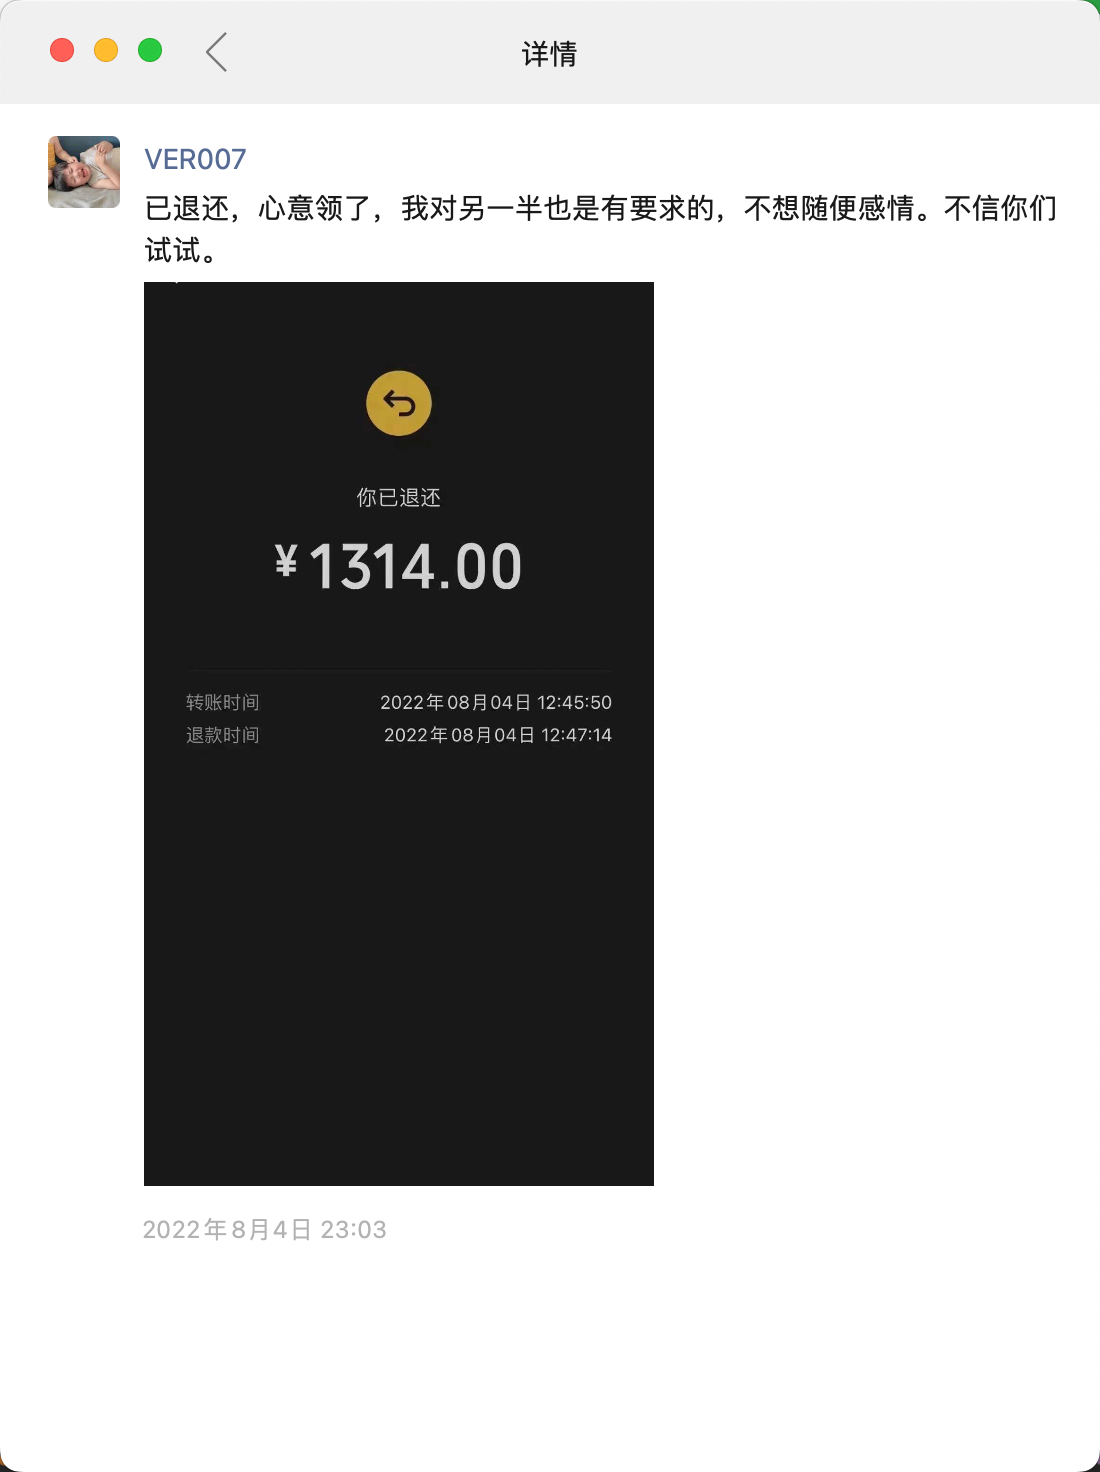 详情
VER007
已退还，心意领了，我对另一半也是有要求的，不想随便感情。不信你们
试试。
你已退还
¥1314.00
转账时间 2022年08月04日 12:45:50
退款时间 2022年08月04日 12:47:14
2022年8月4日 23:03